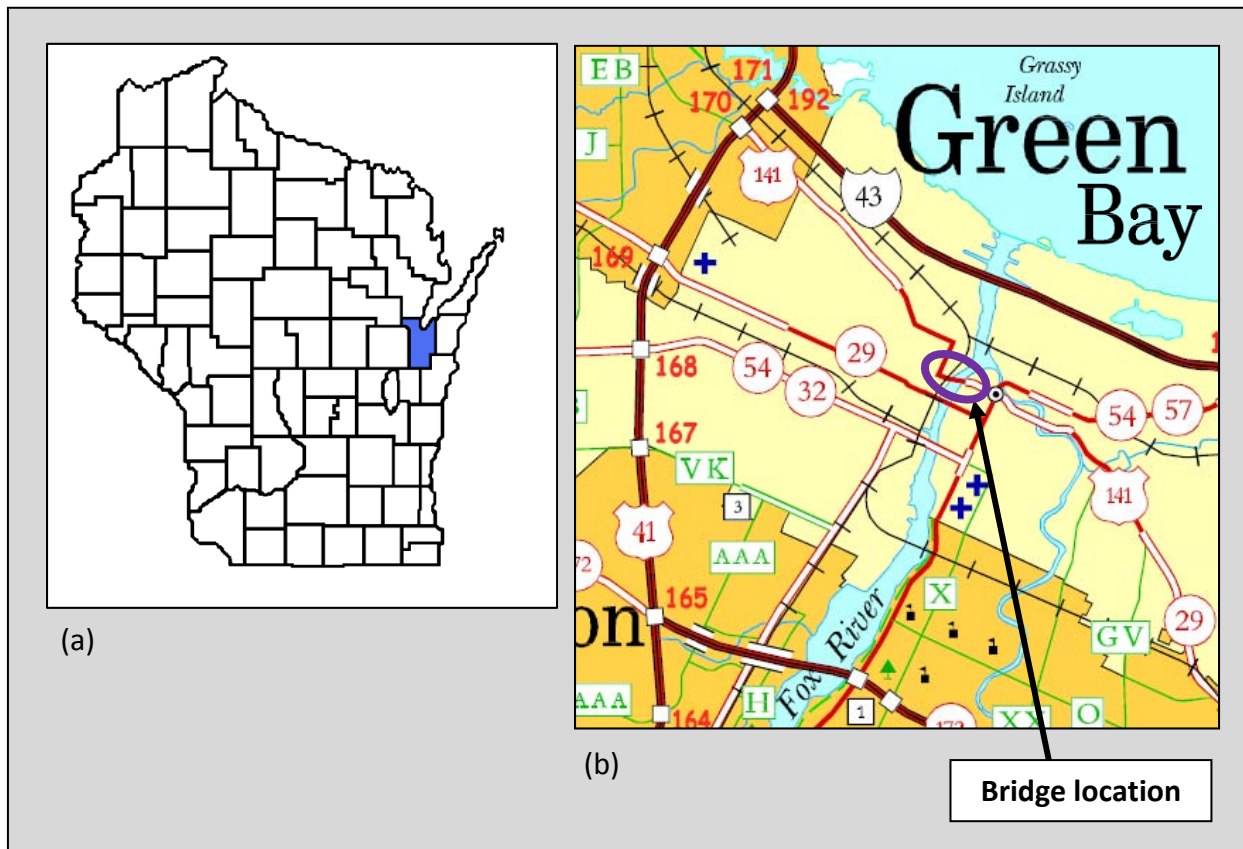 (a)
EB
J
171
170
192
141
Grassy
Island
Green
Bay
43
169
168
54
32
29
54
57
167
VK
3
41
AAA
141
165
on
X
GV
29
Fox River
AAA
164
H
1
XX
O
(b)
Bridge location